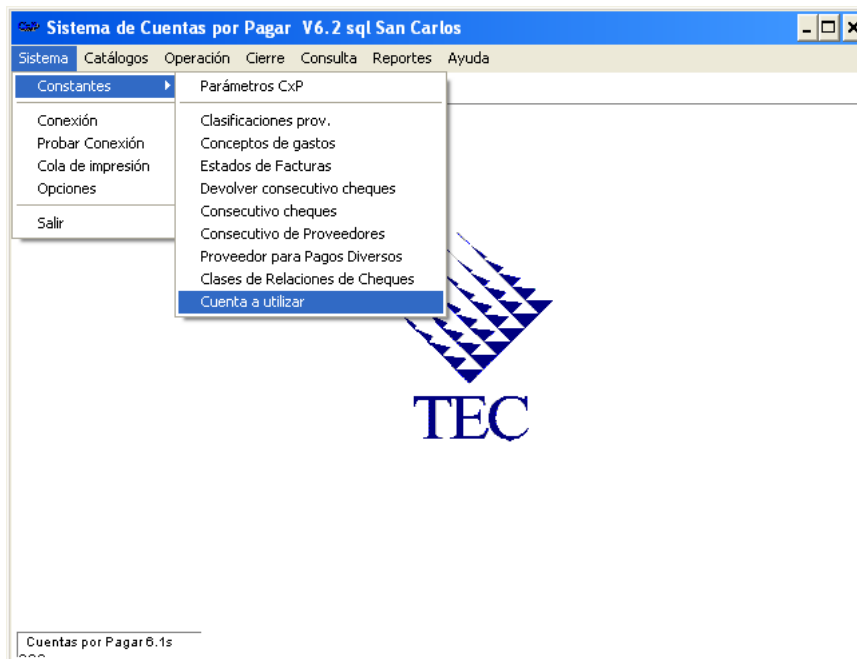 CxP Sistema de Cuentas por Pagar V6.2 sql San Carlos
Sistema Catálogos Operación Cierre Consulta Reportes Ayuda
Constantes
Conexión
Probar Conexión
Cola de impresión
Opciones
Salir
Parámetros CxP
Clasificaciones prov.
Conceptos de gastos
Estados de Facturas
Devolver consecutivo cheques
Consecutivo cheques
Consecutivo de Proveedores
Proveedor para Pagos Diversos
Clases de Relaciones de Cheques
Cuenta a utilizar
TEC
Cuentas por Pagar 6.1s